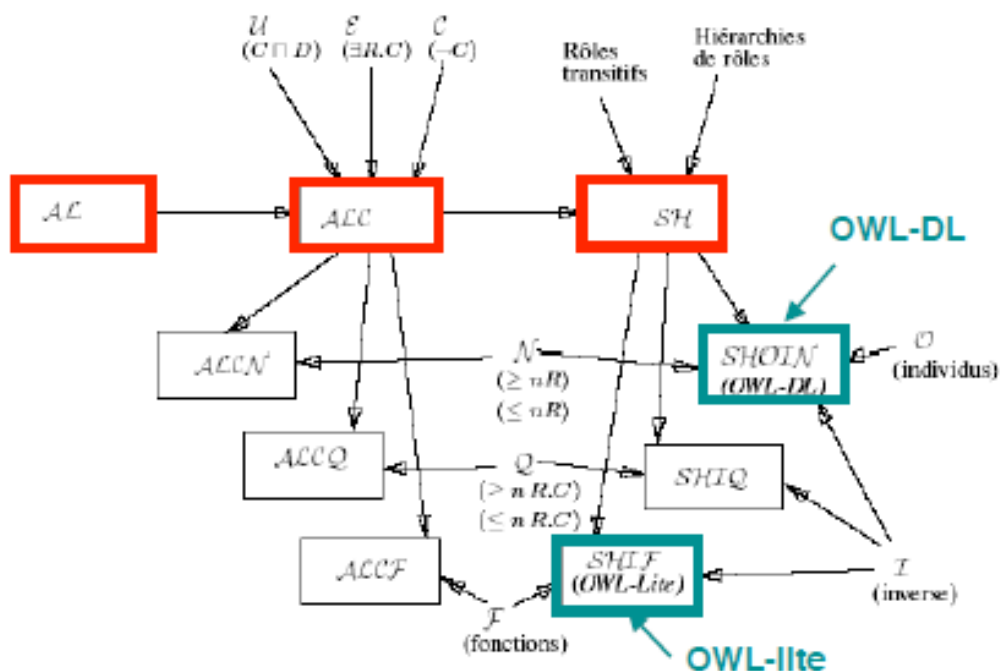 𝒰
(C ⊓ D)
ℰ
(∃R.C)
𝒞
(¬C)
Rôles
transitifs
Hiérarchies
de rôles
𝒜ℒ
𝒜ℒ𝒞
𝒮ℋ
OWL-DL
𝒜ℒ𝒞𝒩
𝒩
(≥ nR)
(≤ nR)
𝒮ℋ𝒪ℐ𝒩
(OWL-DL)
𝒪
(individus)
𝒜ℒ𝒞𝒬
𝒬
(≥ n R.C)
(≤ n R.C)
𝒮ℋℐ𝒬
𝒜ℒ𝒞ℱ
𝒮ℋℐℱ
(OWL-Lite)
ℐ
(inverse)
ℱ
(fonctions)
OWL-lite